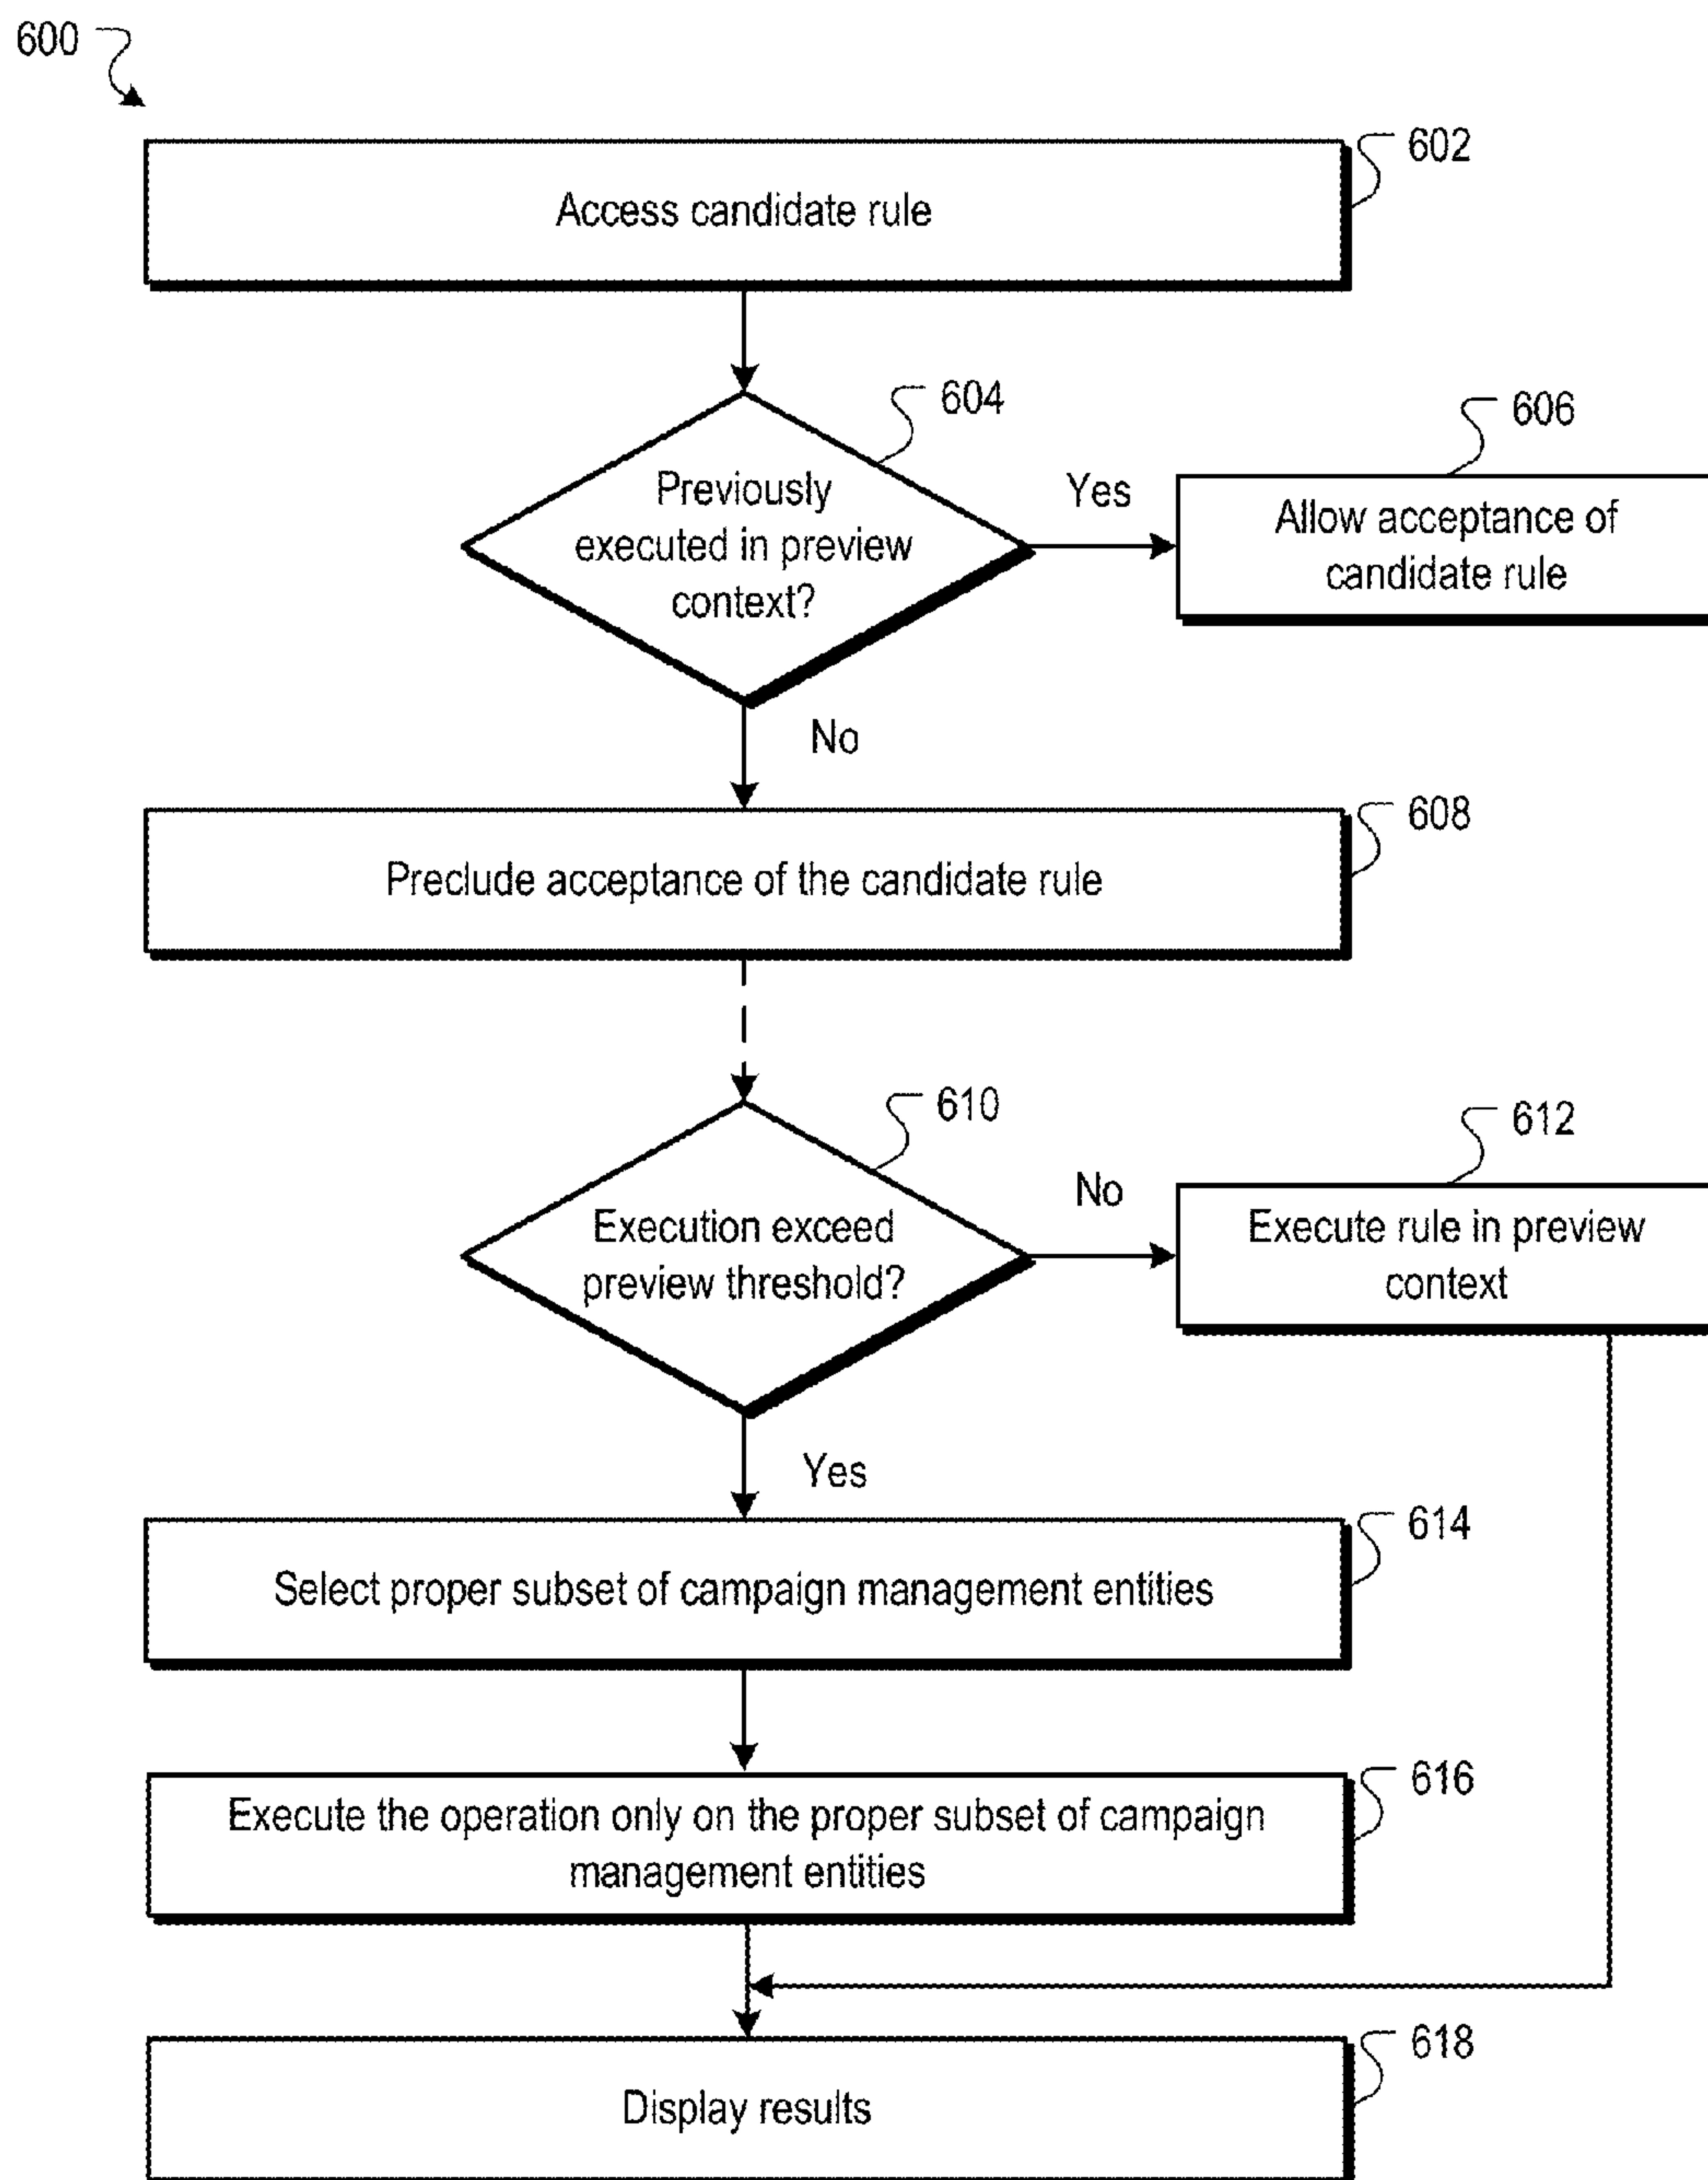 600
602
Access candidate rule
604
606
Previously
executed in preview
context?
Yes
Allow acceptance of
candidate rule
No
608
Preclude acceptance of the candidate rule
610
612
Execution exceed
preview threshold?
No
Execute rule in preview
context
Yes
614
Select proper subset of campaign management entities
616
Execute the operation only on the proper subset of campaign
management entities
618
Display results